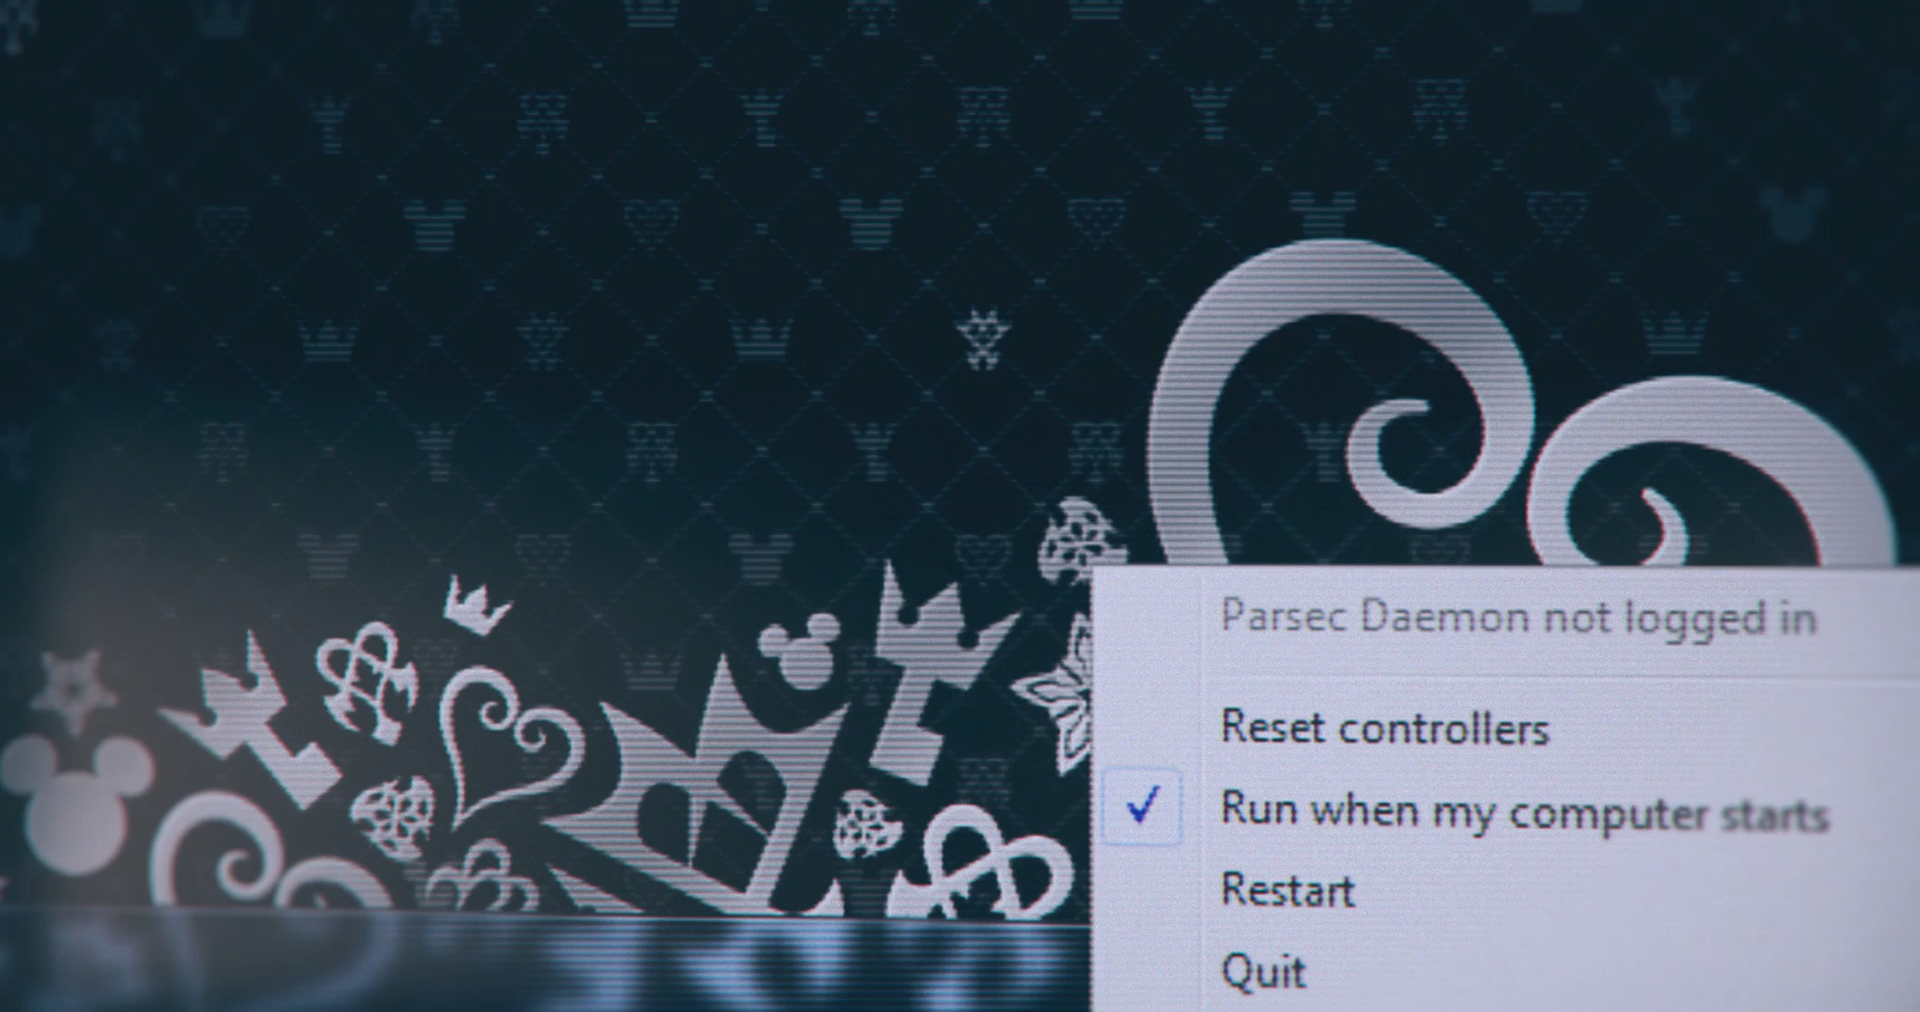 Parsec Daemon not logged in
Reset controllers
Run when my computer starts
Restart
Quit